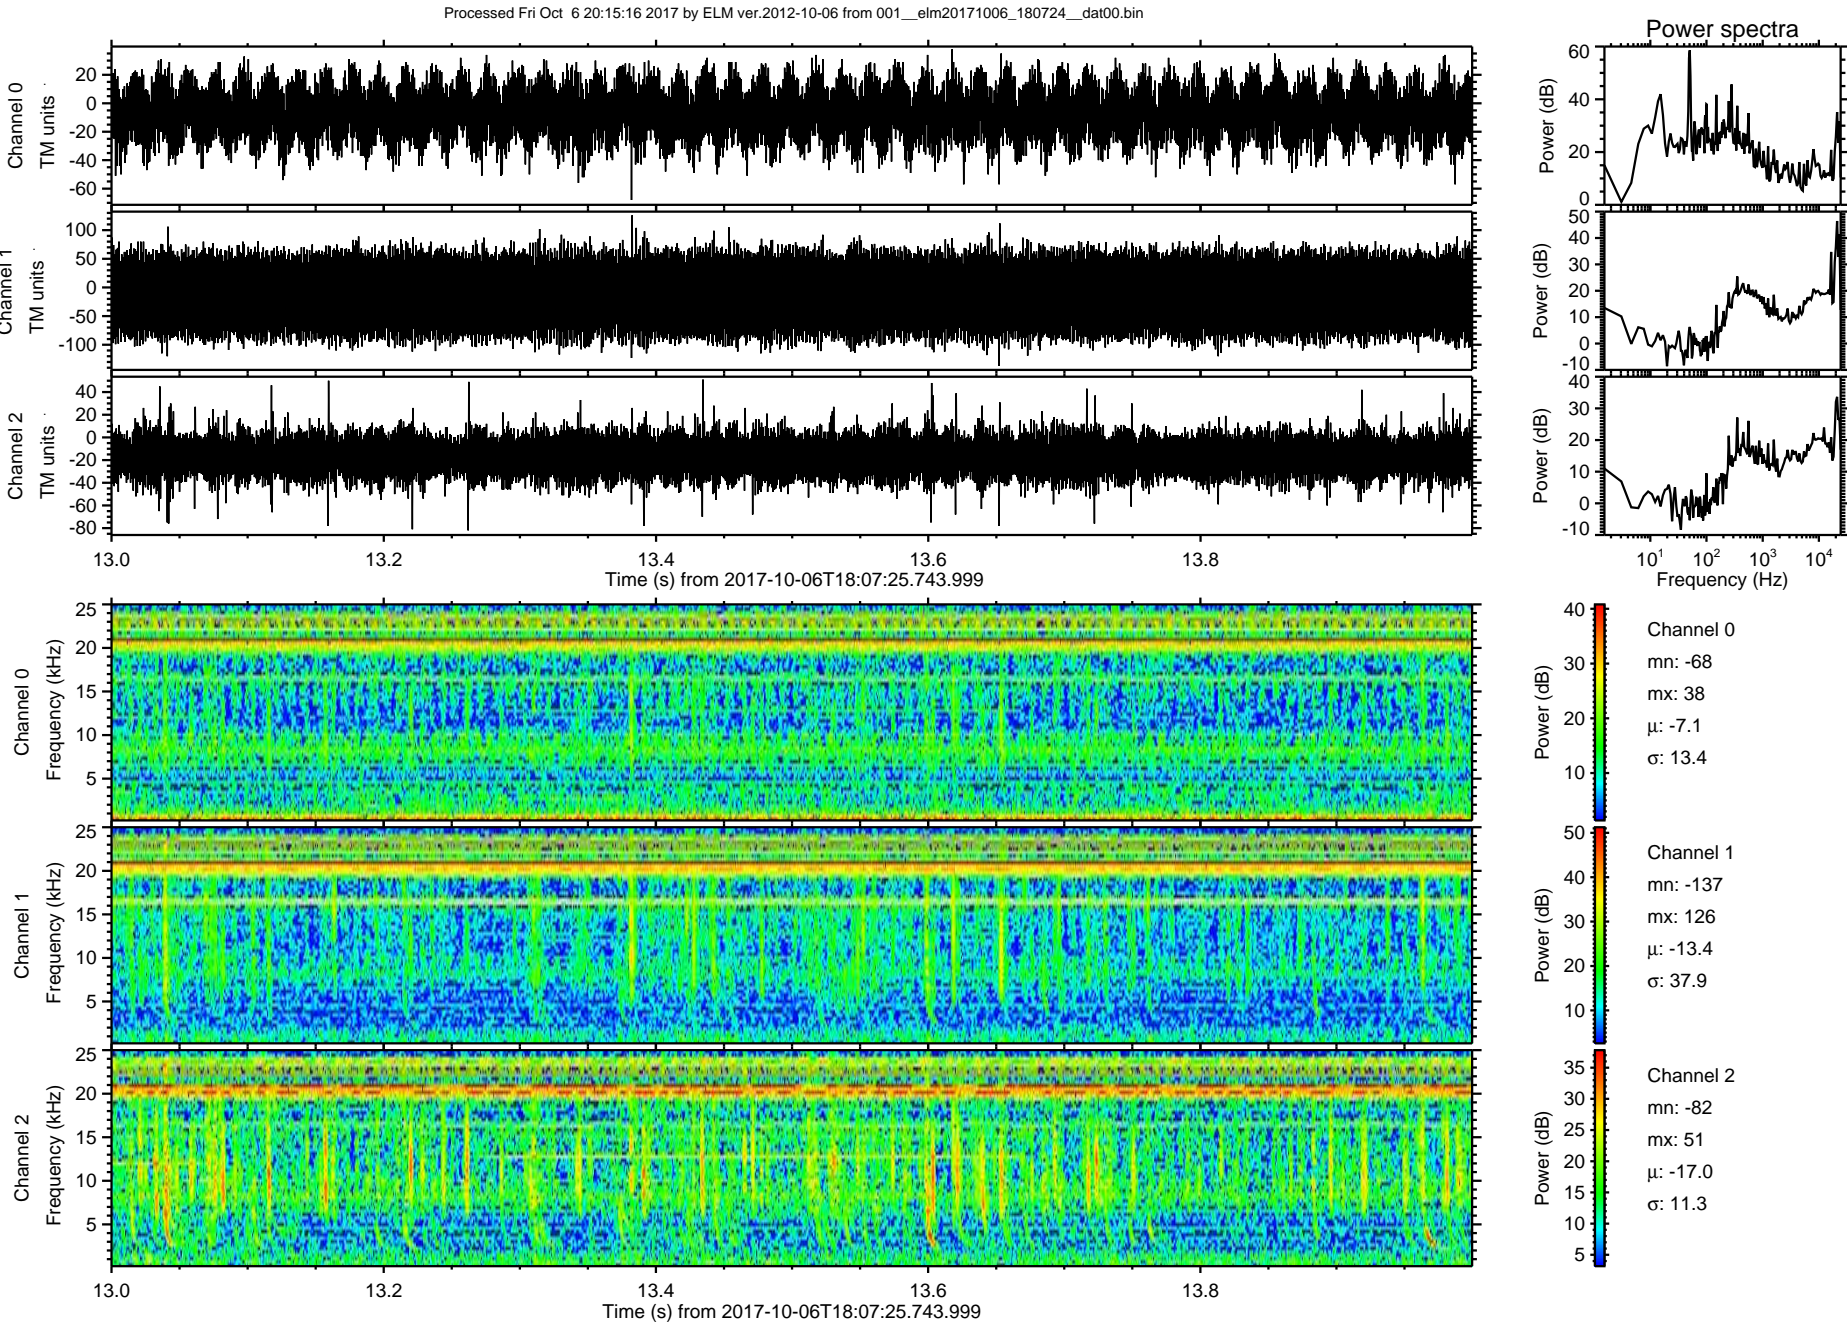 Processed Fri Oct  6 20:15:16 2017 by ELM ver.2012-10-06 from 001__elm20171006_180724__dat00.bin
Power spectra
Channel 0
TM units
20
0
-20
-40
-60
Power (dB)
60
40
20
0
Channel 1
TM units
100
50
0
-50
-100
Power (dB)
50
40
30
20
10
0
-10
Channel 2
TM units
40
20
0
-20
-40
-60
-80
Power (dB)
40
30
20
10
0
-10
13.0 13.2 13.4 13.6 13.8
Time (s) from 2017-10-06T18:07:25.743.999
10^1 10^2 10^3 10^4
Frequency (Hz)
Channel 0
Frequency (kHz)
25
20
15
10
5
Power (dB)
40
30
20
10
Channel 0
mn: -68
mx: 38
μ: -7.1
σ: 13.4
Channel 1
Frequency (kHz)
25
20
15
10
5
Power (dB)
50
40
30
20
10
Channel 1
mn: -137
mx: 126
μ: -13.4
σ: 37.9
Channel 2
Frequency (kHz)
25
20
15
10
5
Power (dB)
35
30
25
20
15
10
5
Channel 2
mn: -82
mx: 51
μ: -17.0
σ: 11.3
13.0 13.2 13.4 13.6 13.8
Time (s) from 2017-10-06T18:07:25.743.999